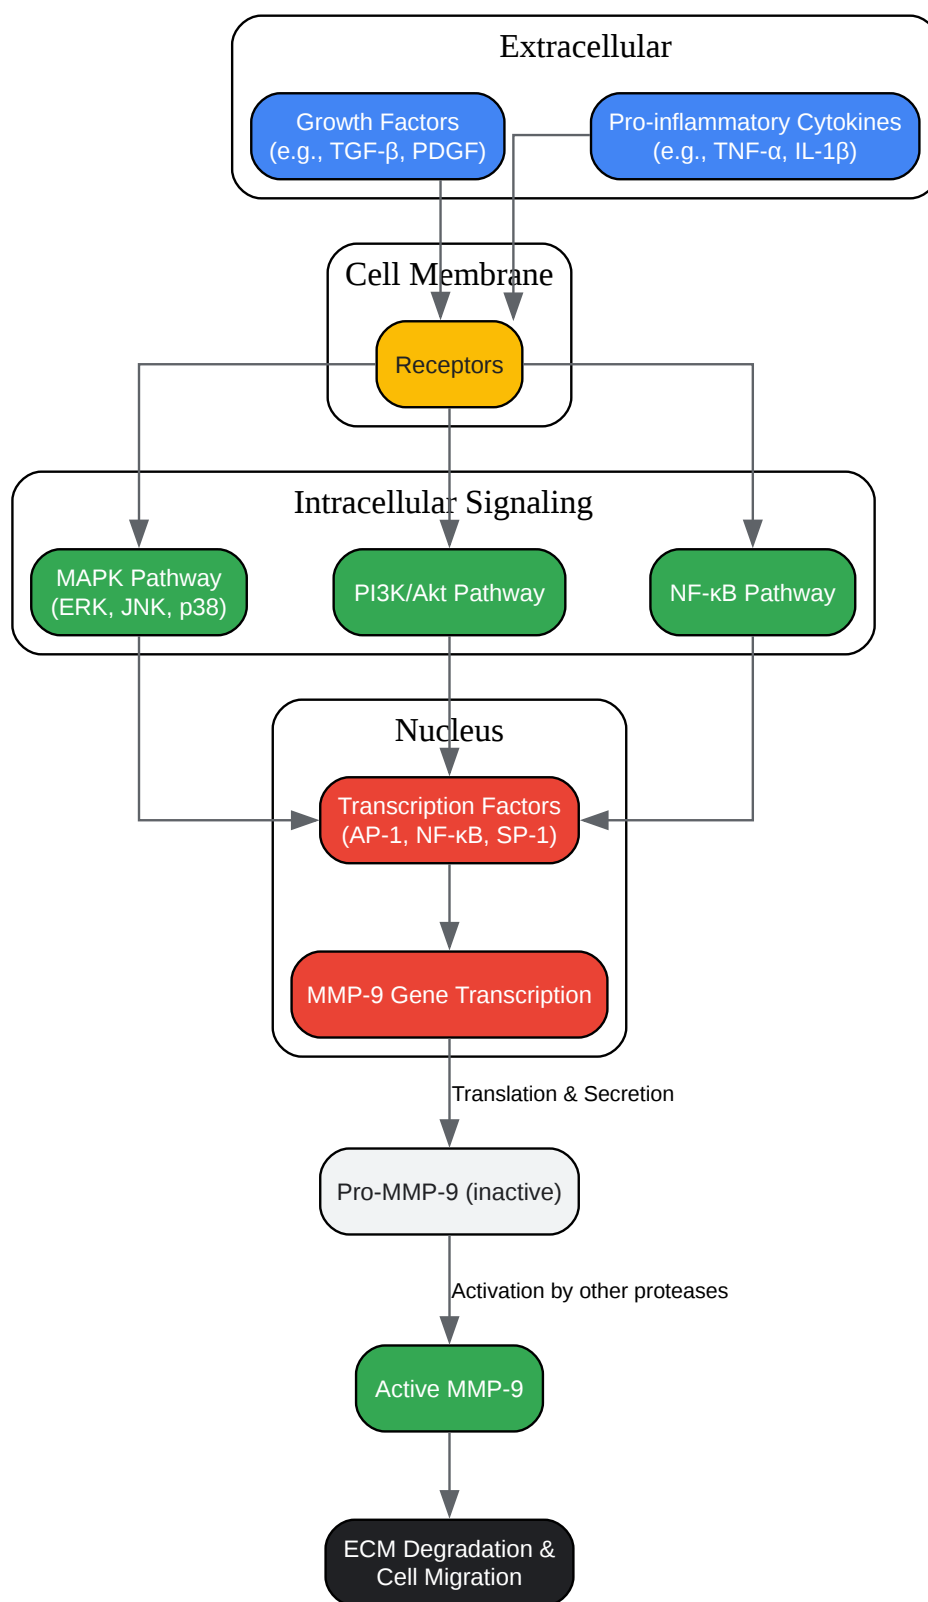 Extracellular
Growth Factors
(e.g., TGF-β, PDGF)
Pro-inflammatory Cytokines
(e.g., TNF-α, IL-1β)
Cell Membrane
Receptors
Intracellular Signaling
MAPK Pathway
(ERK, JNK, p38)
PI3K/Akt Pathway
NF-κB Pathway
Nucleus
Transcription Factors
(AP-1, NF-κB, SP-1)
MMP-9 Gene Transcription
Translation & Secretion
Pro-MMP-9 (inactive)
Activation by other proteases
Active MMP-9
ECM Degradation &
Cell Migration